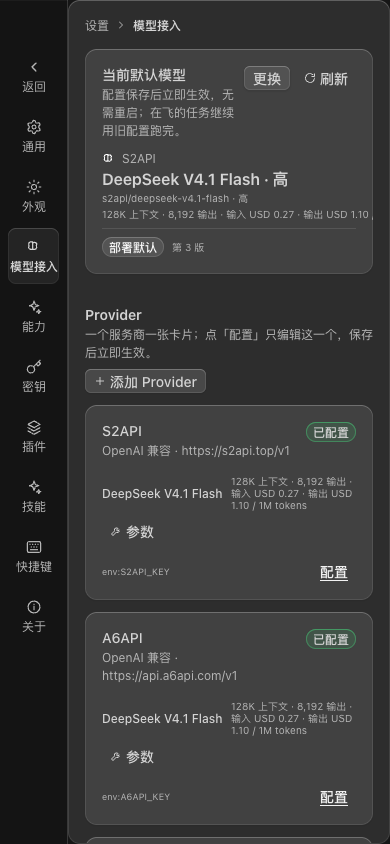 设置 > 模型接入
返回
通用
外观
模型接入
能力
密钥
插件
技能
快捷键
关于
当前默认模型
更换
刷新
配置保存后立即生效，无
需重启；在飞的任务继续
用旧配置跑完。
S2API
DeepSeek V4.1 Flash · 高
s2api/deepseek-v4.1-flash · 高
128K 上下文 · 8,192 输出 · 输入 USD 0.27 · 输出 USD 1.10
部署默认 第 3 版
Provider
一个服务商一张卡片；点「配置」只编辑这一个，保存
后立即生效。
+ 添加 Provider
S2API
已配置
OpenAI 兼容 · https://s2api.top/v1
DeepSeek V4.1 Flash
128K 上下文 · 8,192 输出 ·
输入 USD 0.27 · 输出 USD
1.10 / 1M tokens
参数
env:S2API_KEY
配置
A6API
已配置
OpenAI 兼容 ·
https://api.a6api.com/v1
DeepSeek V4.1 Flash
128K 上下文 · 8,192 输出 ·
输入 USD 0.27 · 输出 USD
1.10 / 1M tokens
参数
env:A6API_KEY
配置